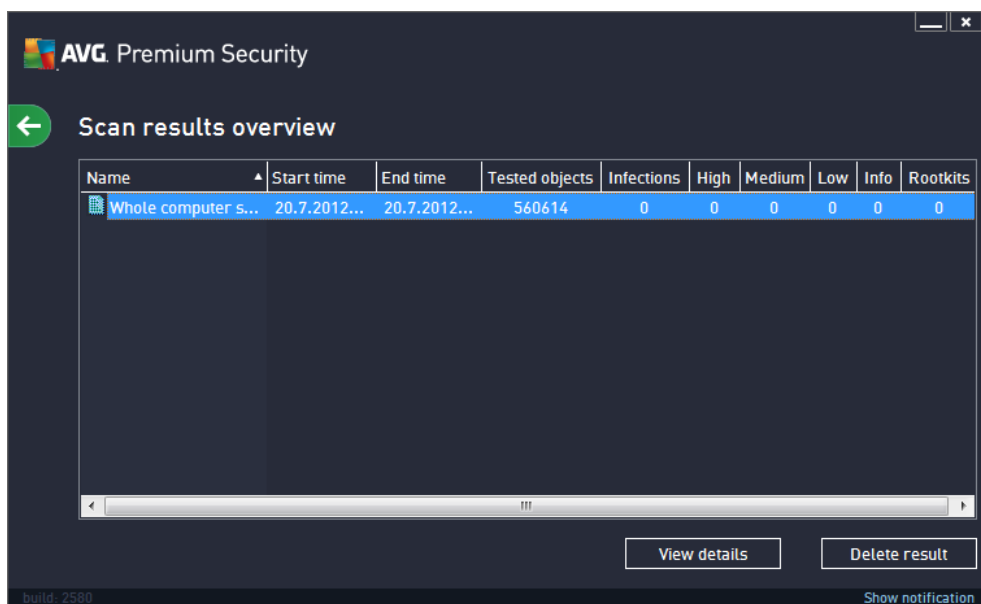 AVG. Premium Security
Scan results overview
Name Start time End time Tested objects Infections High Medium Low Info Rootkits
Whole computer s... 20.7.2012... 20.7.2012... 560614 0 0 0 0 0 0
View details Delete result
build: 2580 Show notification